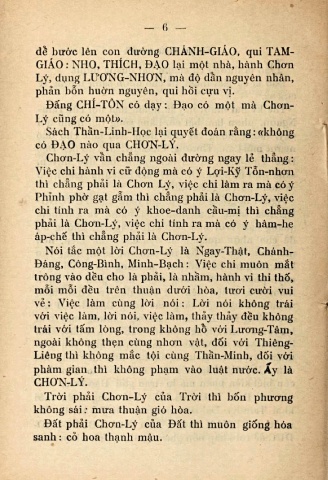 — 6 —
dễ bước lên con đường CHÁNH-GIÁO, qui TAM-
GIÁO : NHO, THÍCH, ĐẠO lại một nhà, hành Chơn
Lý, dụng LƯƠNG-NHƠN, mà độ dẫn nguyên nhân,
phản bổn huờn nguyên, qui hồi cựu vị.
Đấng CHÍ-TÔN có dạy : Đạo có một mà Chơn-
Lý cũng có một».
Sách Thần-Linh-Học lại quyết đoán rằng : «không
có ĐẠO nào qua CHƠN-LÝ.
Chơn-Lý vẫn chẳng ngoài đường ngay lẻ thẳng :
Việc chi hành vi cữ động mà có ý Lợi-Kỹ Tỗn-nhơn
thì chẳng phải là Chơn Lý, việc chi làm ra mà có ý
Phỉnh phờ gạt gẫm thì chẳng phải là Chơn-Lý, việc
chi tính ra mà có ý khoe-danh cầu-mị thì chẳng
phải là Chơn-Lý, việc chi tính ra mà có ý hăm-he
áp-chế thì chẳng phải là Chơn-Lý.
Nói tắc một lời Chơn-Lý là Ngay-Thật, Chánh-
Đáng, Công-Bình, Minh-Bạch : Việc chi muôn mắt
trông vào đều cho là phải, là nhằm, hành vi thi thố,
mỗi mỗi đều trên thuận dưới hòa, tươi cười vui
vẻ : Việc làm cùng lời nói : Lời nói không trái
với việc làm, lời nói, việc làm, thảy thảy đều không
trái với tấm lòng, trong không hổ với Lương-Tâm,
ngoài không thẹn cùng nhơn vật, đối với Thiêng-
Liêng thì không mắc tội cùng Thần-Minh, đối với
phàm gian thì không phạm vào luật nước. Ấy là
CHƠN-LÝ.
Trời phải Chơn-Lý của Trời thì bốn phương
không sái : mưa thuận gió hòa.
Đất phải Chơn-Lý của Đất thì muôn giống hóa
sanh : cỏ hoa thạnh mậu.